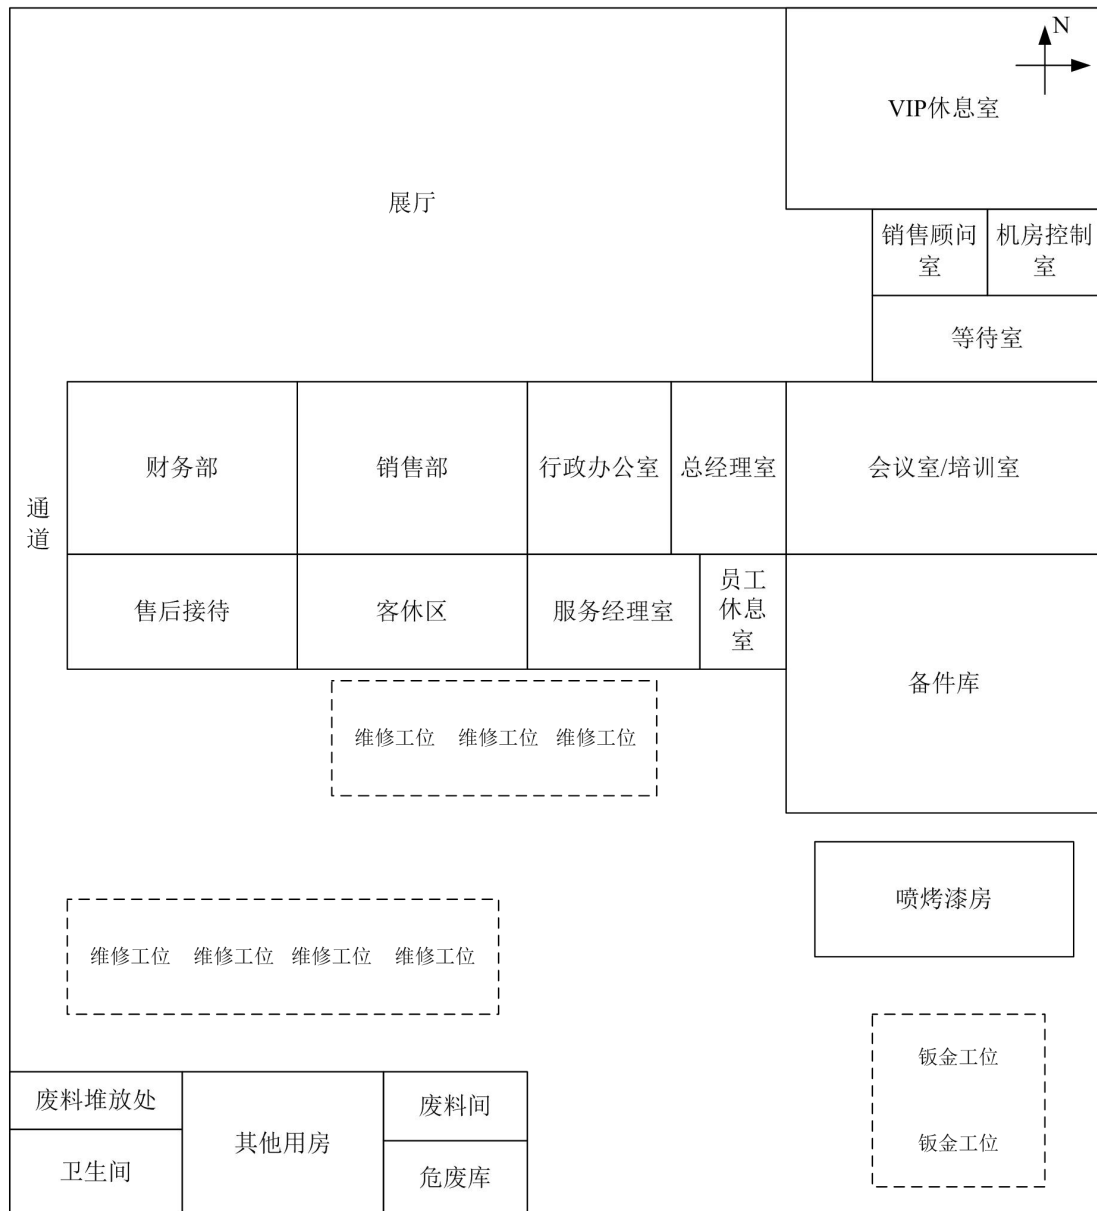 N
VIP休息室
展厅
销售顾问
室
机房控制
室
等待室
财务部
销售部
行政办公室
总经理室
会议室/培训室
通
道
售后接待
客休区
服务经理室
员工
休息
室
备件库
维修工位 维修工位 维修工位
喷烤漆房
维修工位 维修工位 维修工位 维修工位
钣金工位
钣金工位
废料堆放处
其他用房
废料间
卫生间
危废库